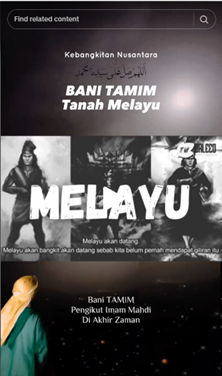 Find related content
Kebangkitan Nusantara
اللهم صل على سيدنا محمد
BANI TAMIM
Tanah Melayu
MELAYU
Melayu akan datang.
Melayu akan bangkit akan datang sebab kita belum pernah mendapat giliran itu
Bani TAMIM
Pengikut Imam Mahdi
Di Akhir Zaman